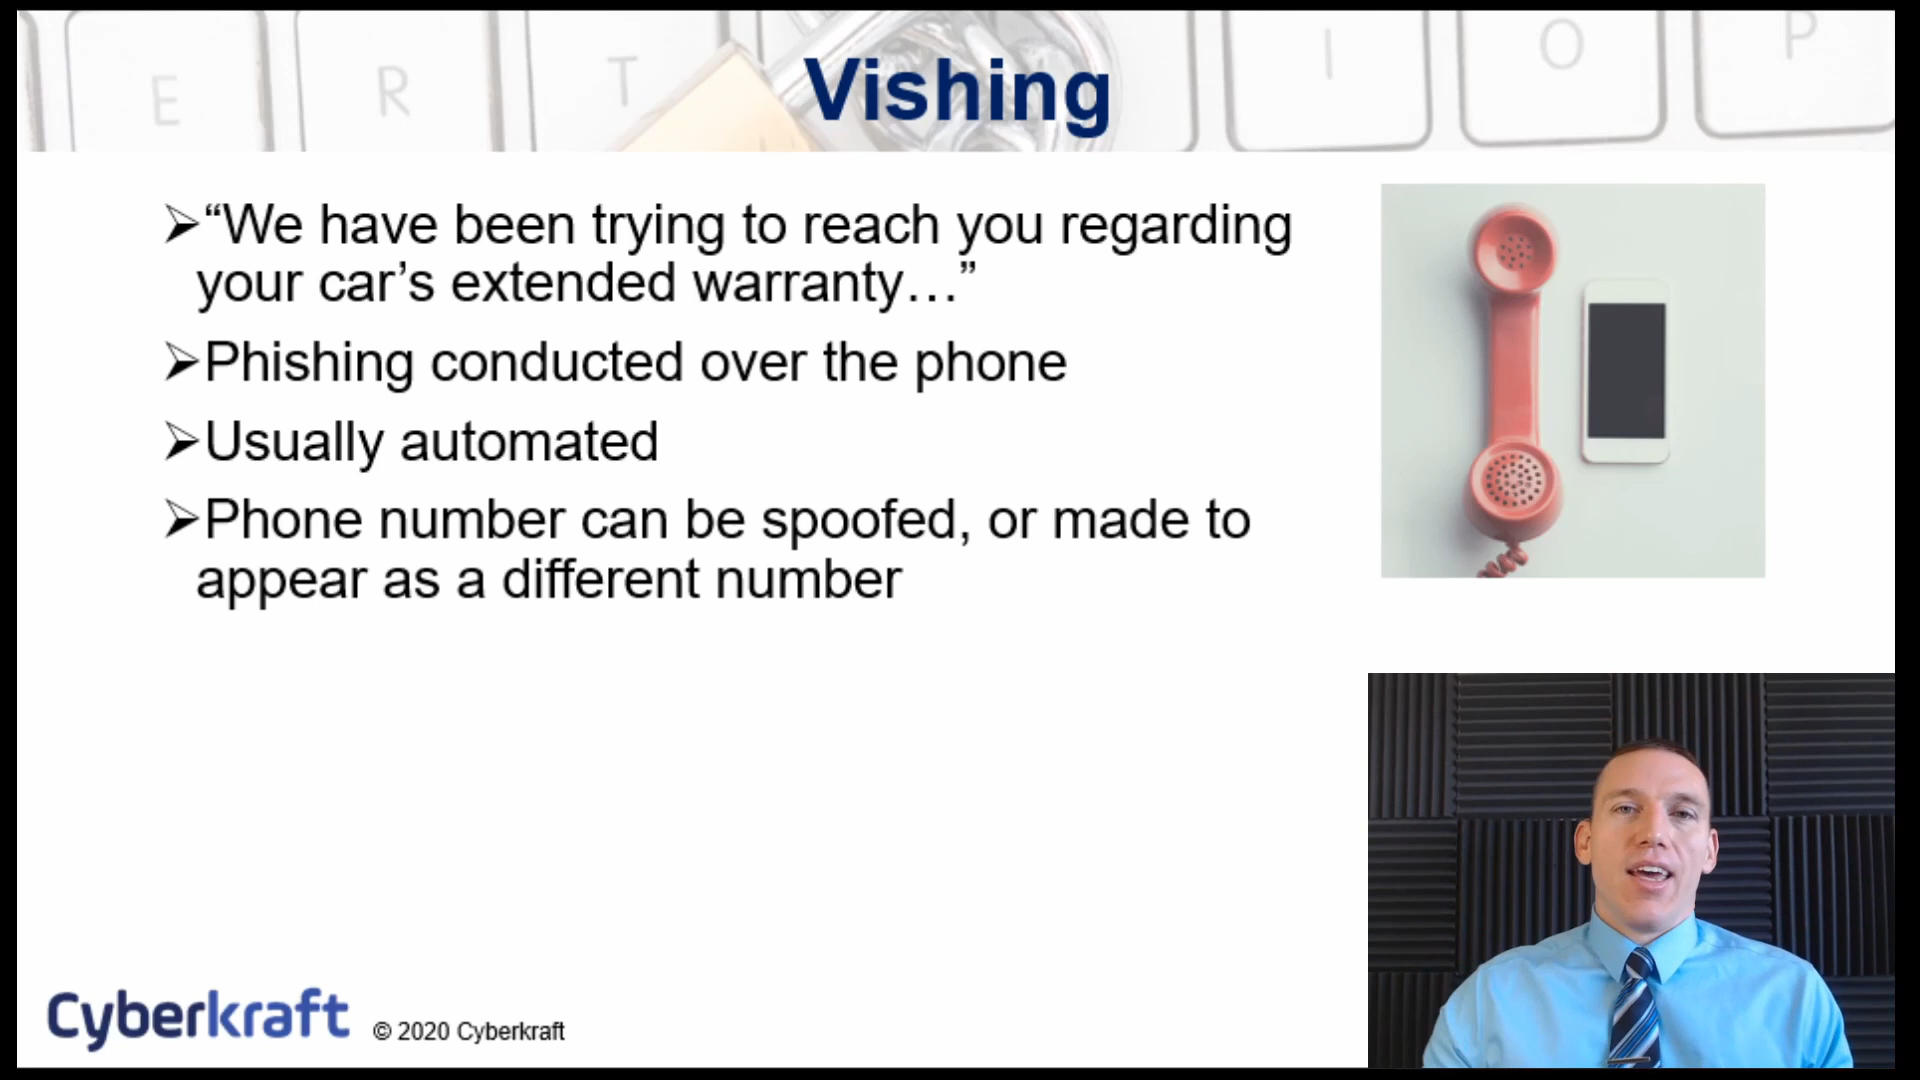 E R T I O P
Vishing
➢“We have been trying to reach you regarding
your car’s extended warranty…”
➢Phishing conducted over the phone
➢Usually automated
➢Phone number can be spoofed, or made to
appear as a different number
Cyberkraft © 2020 Cyberkraft